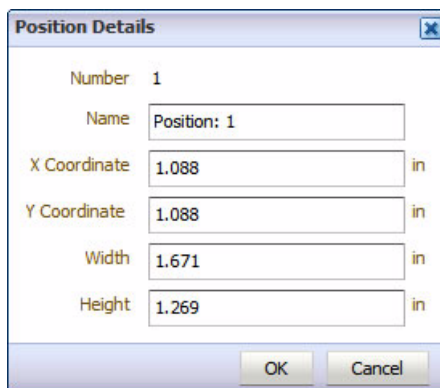 Position Details
Number 1
Name Position: 1
X Coordinate 1.088 in
Y Coordinate 1.088 in
Width 1.671 in
Height 1.269 in
OK Cancel